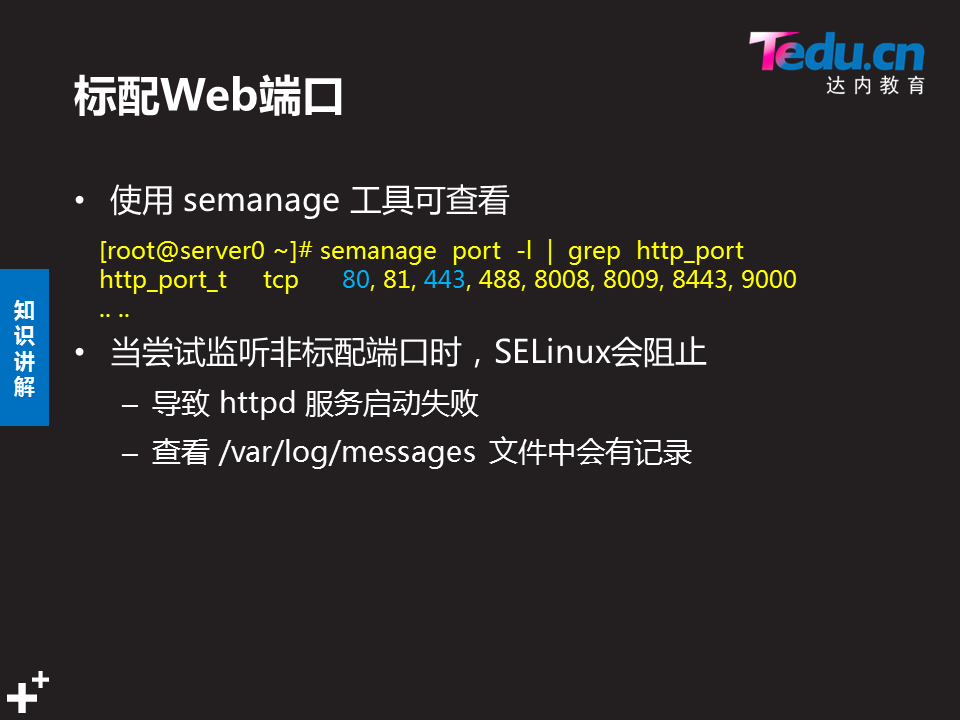 Tedu.cn
达内教育
标配Web端口
• 使用 semanage 工具可查看
[root@server0 ~]# semanage port -l | grep http_port
http_port_t tcp 80, 81, 443, 488, 8008, 8009, 8443, 9000
.. ..
• 当尝试监听非标配端口时，SELinux会阻止
– 导致 httpd 服务启动失败
– 查看 /var/log/messages 文件中会有记录
知
识
讲
解